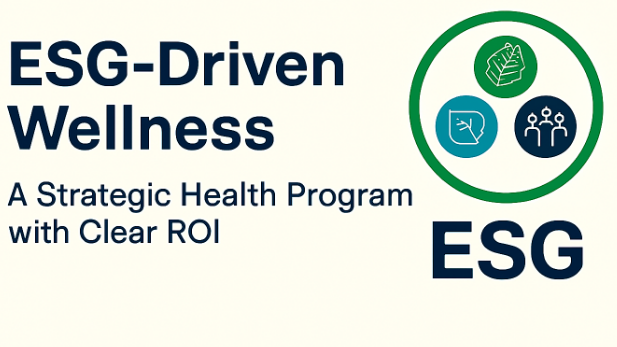 ESG-Driven
Wellness
A Strategic Health Program
with Clear ROI
ESG